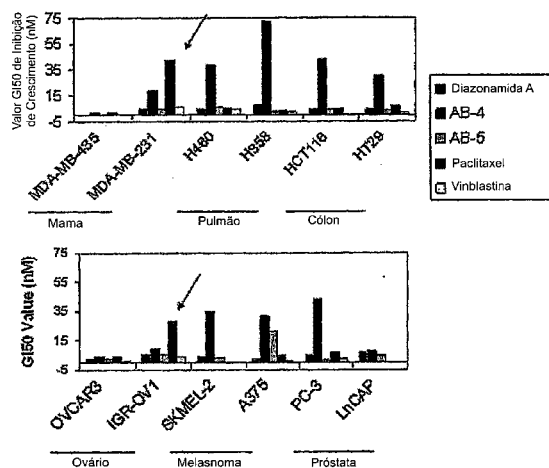 Valor GI50 de Inibição
de Crescimento (nM)
75
55
35
15
-5
MDA-MB-435
MDA-MB-231
H460
Hs58
HCT116
HT29
Mama
Pulmão
Cólon
Diazonamida A
AB-4
AB-5
Paclitaxel
Vinblastina
GI50 Value (nM)
75
55
35
15
-5
OVCAR3
IGR-OV1
SKMEL-2
A375
PC-3
LnCAP
Ovário
Melasnoma
Próstata